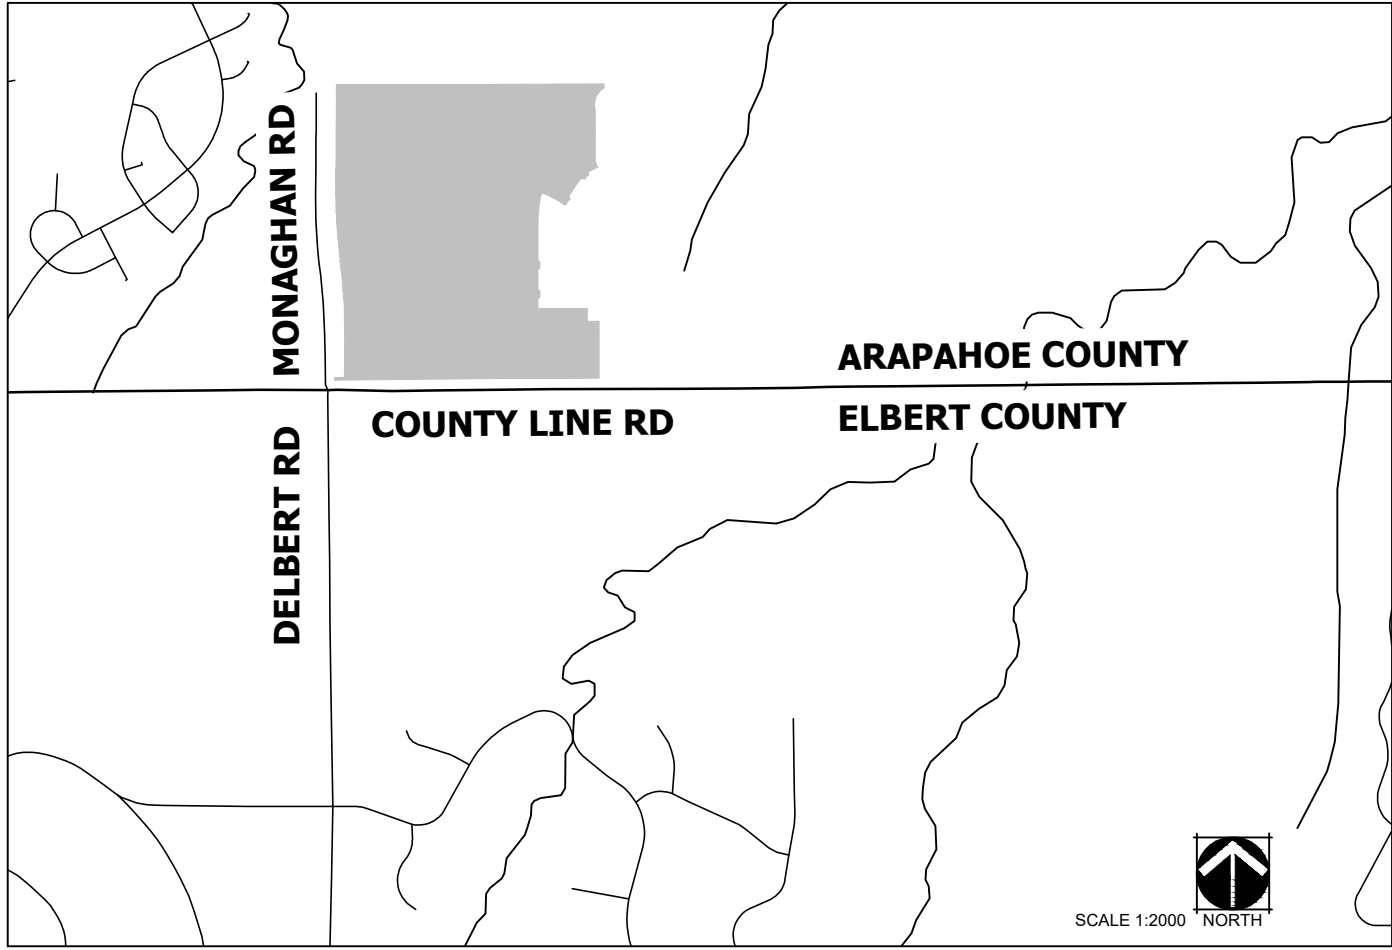 MONAGHAN RD
ARAPAHOE COUNTY
COUNTY LINE RD
ELBERT COUNTY
DELBERT RD
SCALE 1:2000
NORTH